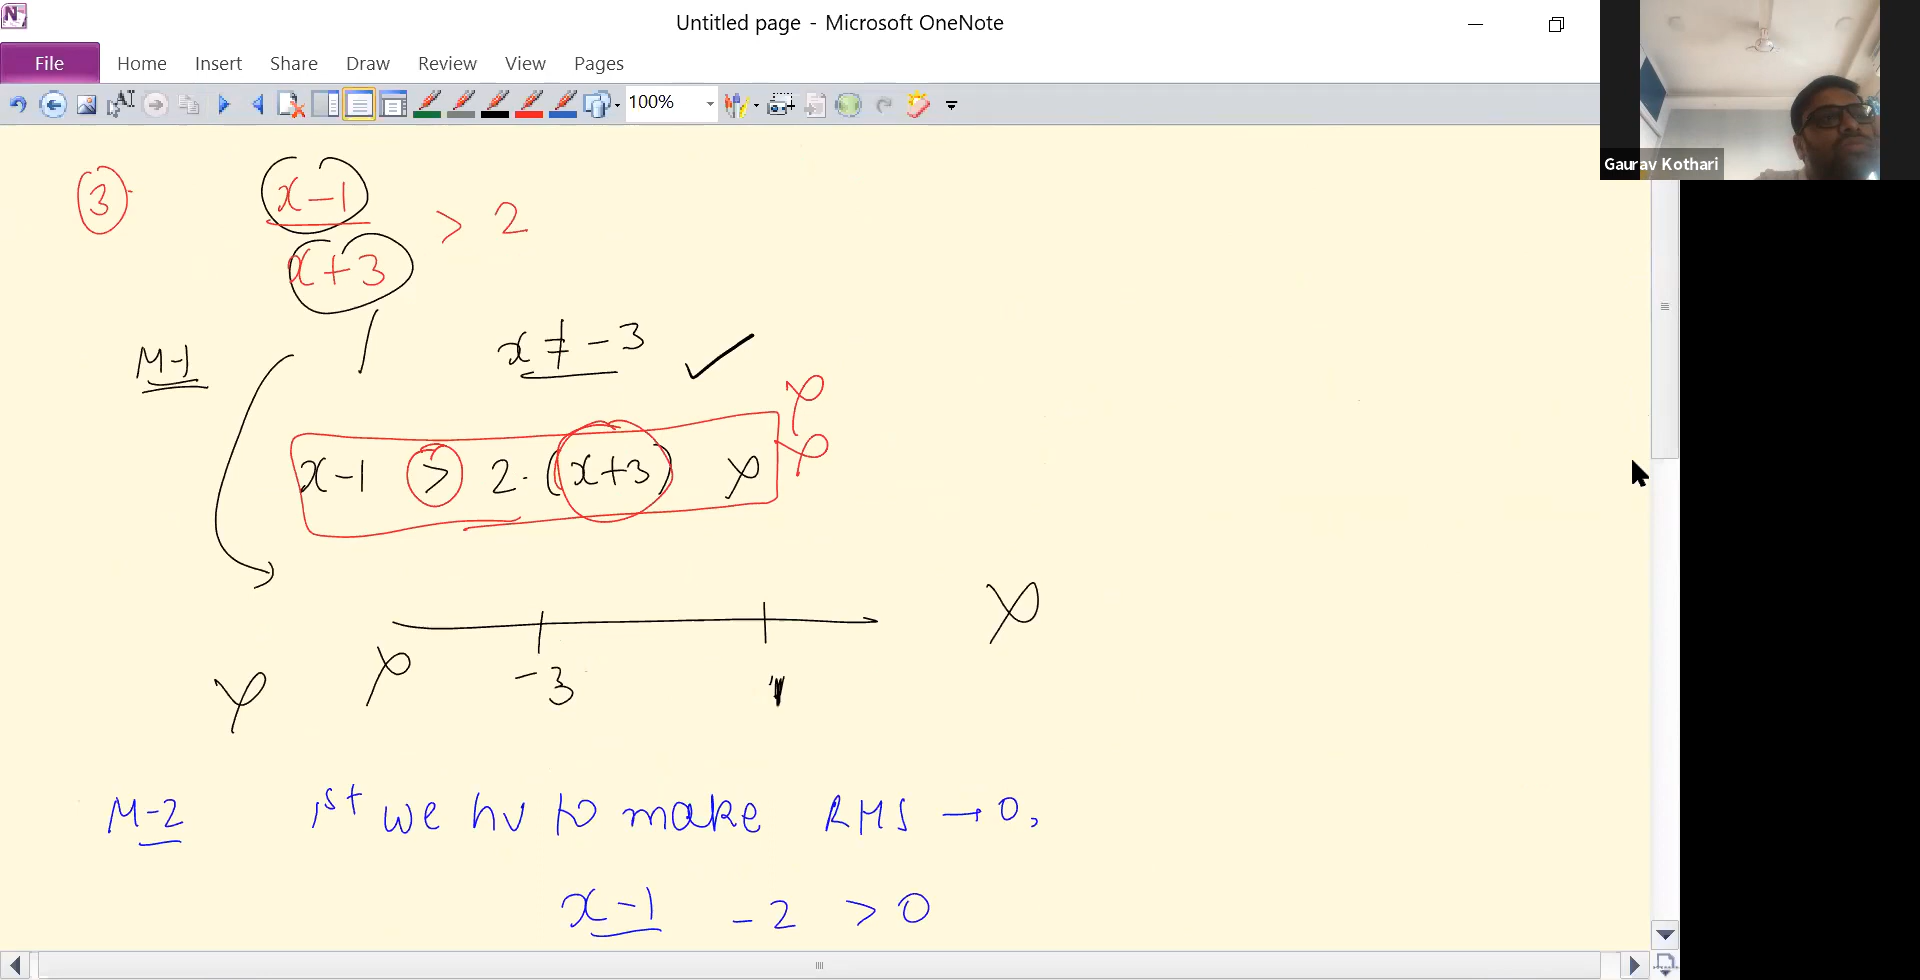 Untitled page - Microsoft OneNote
File Home Insert Share Draw Review View Pages
100%
Gaurav Kothari
③ x-1
x+3
> 2
M-1 x ≠ -3 ✓
x-1 > 2·(x+3)
-3 1
M-2 1st we hv to make RHS → 0,
x-1 - 2 > 0